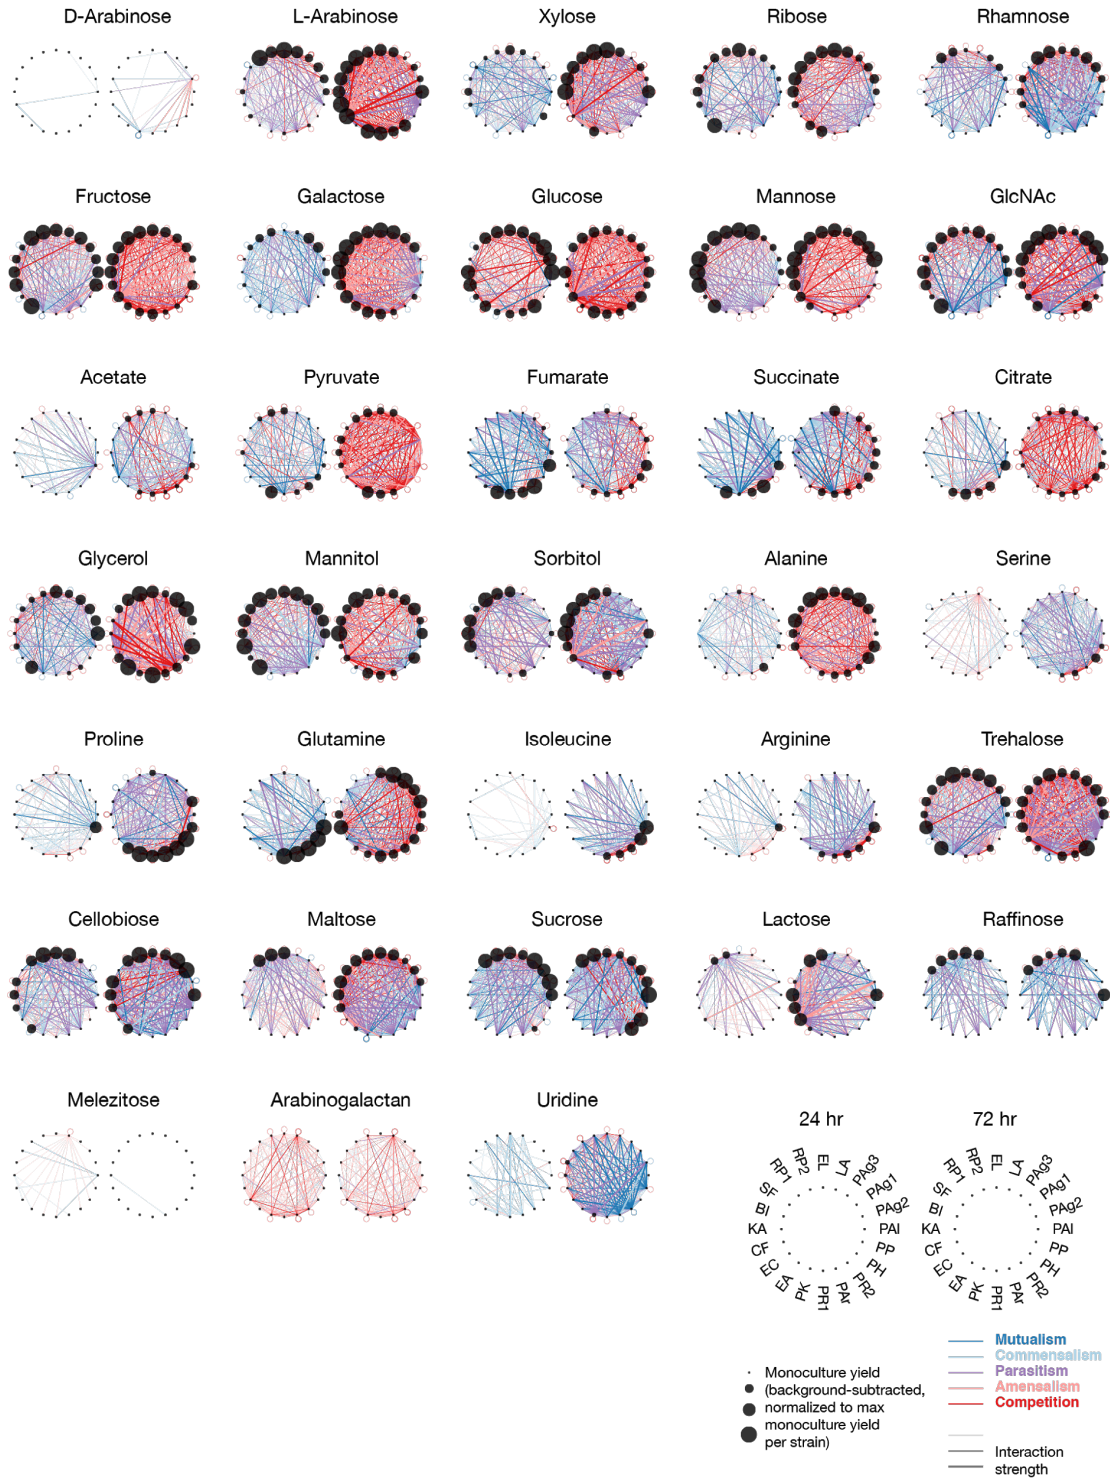 D-Arabinose L-Arabinose Xylose Ribose Rhamnose
Fructose Galactose Glucose Mannose GlcNAc
Acetate Pyruvate Fumarate Succinate Citrate
Glycerol Mannitol Sorbitol Alanine Serine
Proline Glutamine Isoleucine Arginine Trehalose
Cellobiose Maltose Sucrose Lactose Raffinose
Melezitose Arabinogalactan Uridine
24 hr
EL
LA
PAg3
PAg1
PAg2
PAI
PP
PH
PR2
PAr
PR1
PK
EA
EC
CF
KA
BI
SF
RP1
RP2
72 hr
EL
LA
PAg3
PAg1
PAg2
PAI
PP
PH
PR2
PAr
PR1
PK
EA
EC
CF
KA
BI
SF
RP1
RP2
Monoculture yield
(background-subtracted,
normalized to max
monoculture yield
per strain)
Mutualism
Commensalism
Parasitism
Amensalism
Competition
Interaction
strength